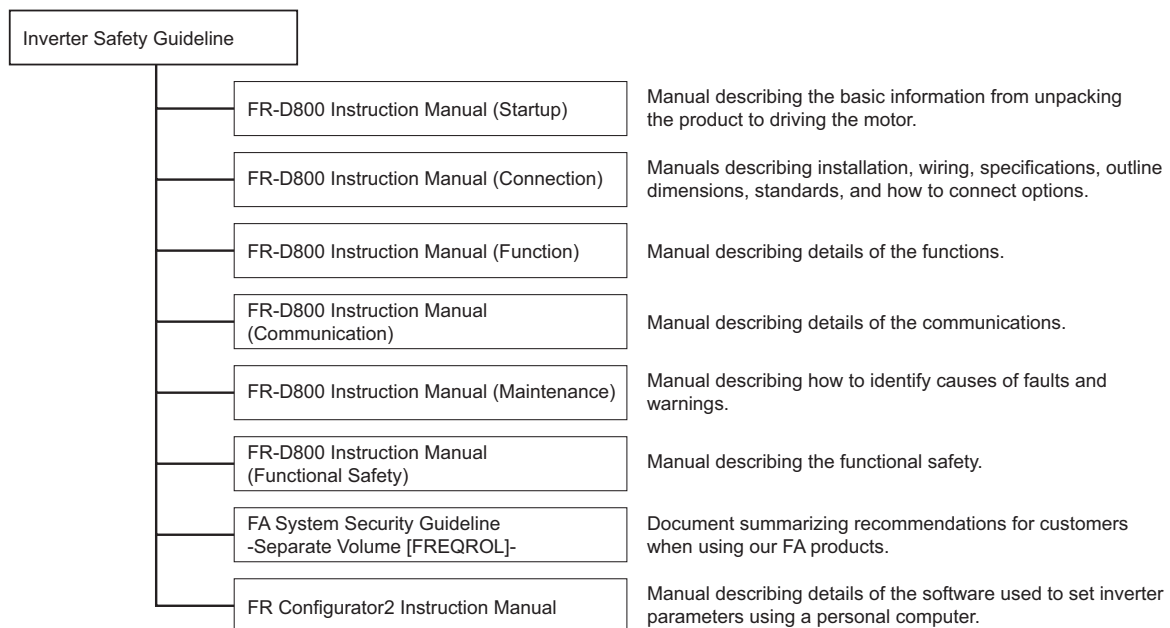 Inverter Safety Guideline
FR-D800 Instruction Manual (Startup)
Manual describing the basic information from unpacking
the product to driving the motor.
FR-D800 Instruction Manual (Connection)
Manuals describing installation, wiring, specifications, outline
dimensions, standards, and how to connect options.
FR-D800 Instruction Manual (Function)
Manual describing details of the functions.
FR-D800 Instruction Manual
(Communication)
Manual describing details of the communications.
FR-D800 Instruction Manual (Maintenance)
Manual describing how to identify causes of faults and
warnings.
FR-D800 Instruction Manual
(Functional Safety)
Manual describing the functional safety.
FA System Security Guideline
-Separate Volume [FREQROL]-
Document summarizing recommendations for customers
when using our FA products.
FR Configurator2 Instruction Manual
Manual describing details of the software used to set inverter
parameters using a personal computer.